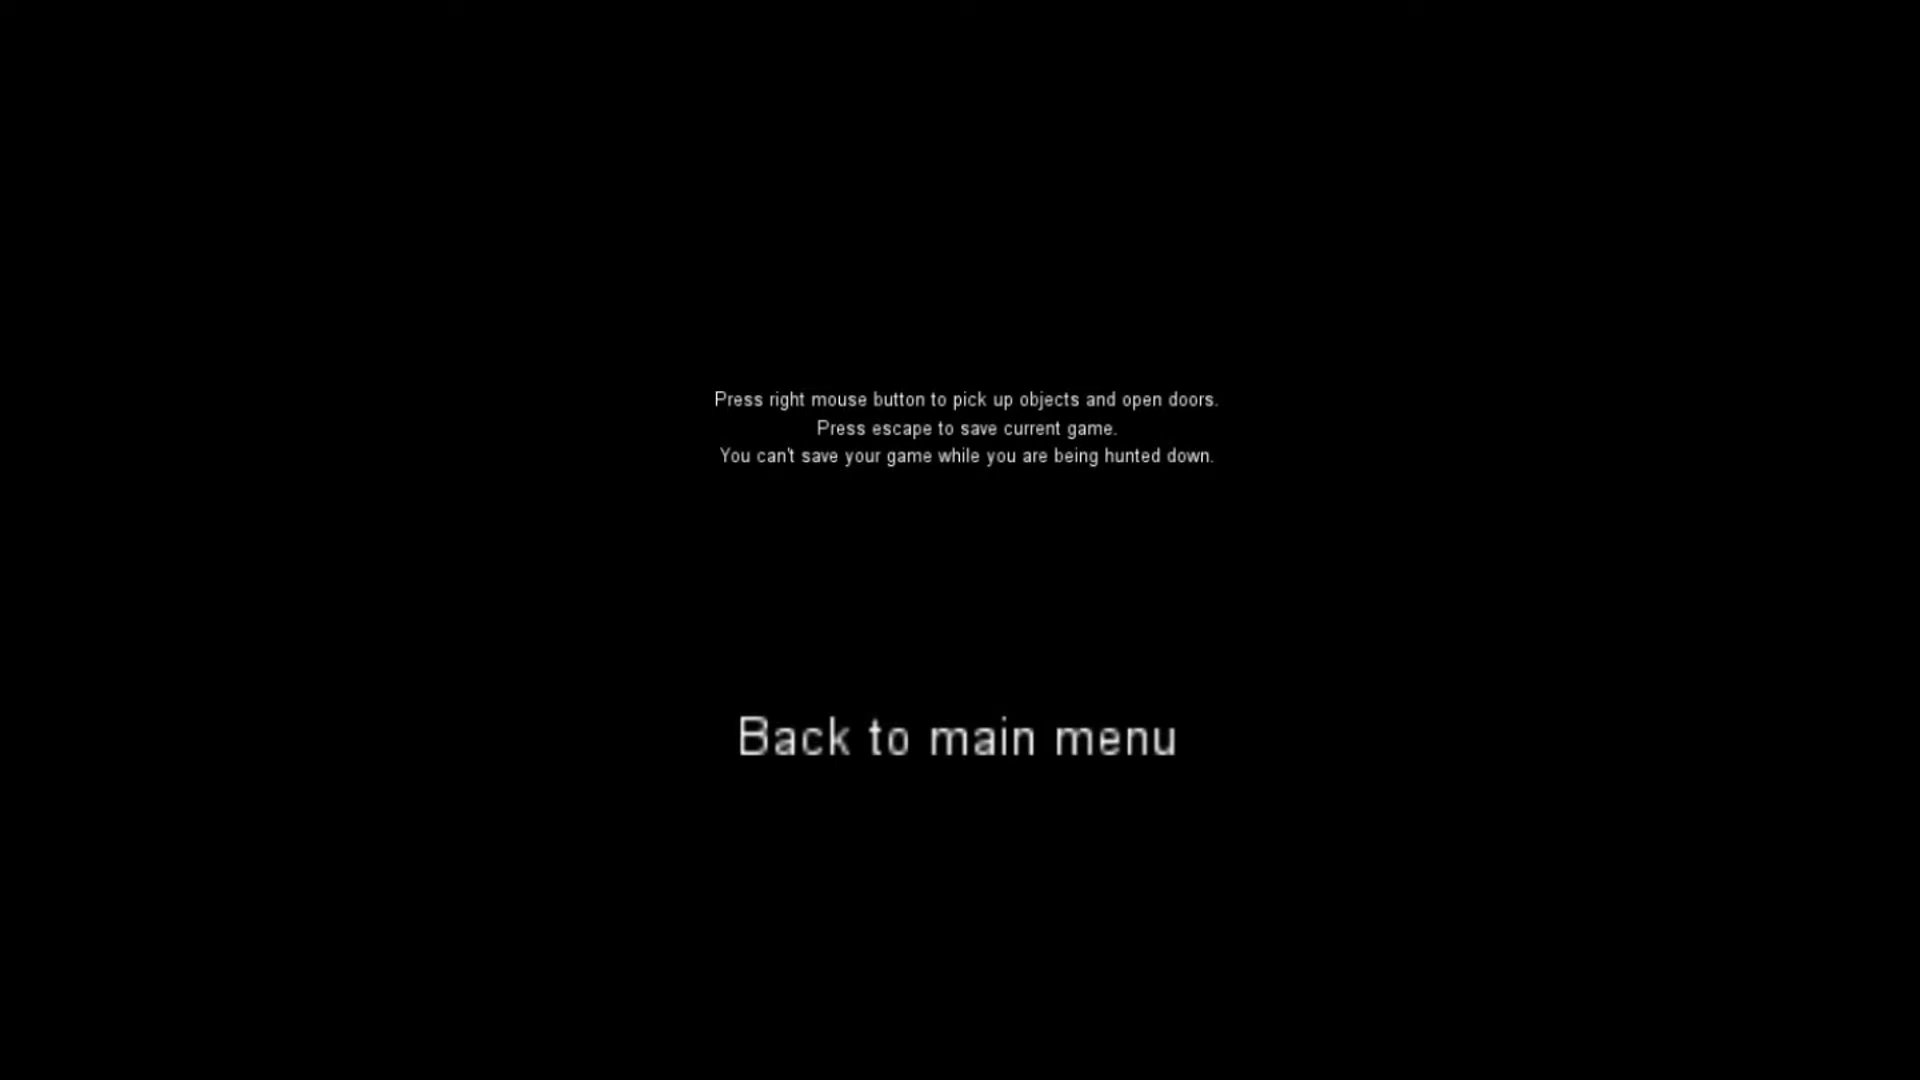 Press right mouse button to pick up objects and open doors.
Press escape to save current game.
You can't save your game while you are being hunted down.
Back to main menu